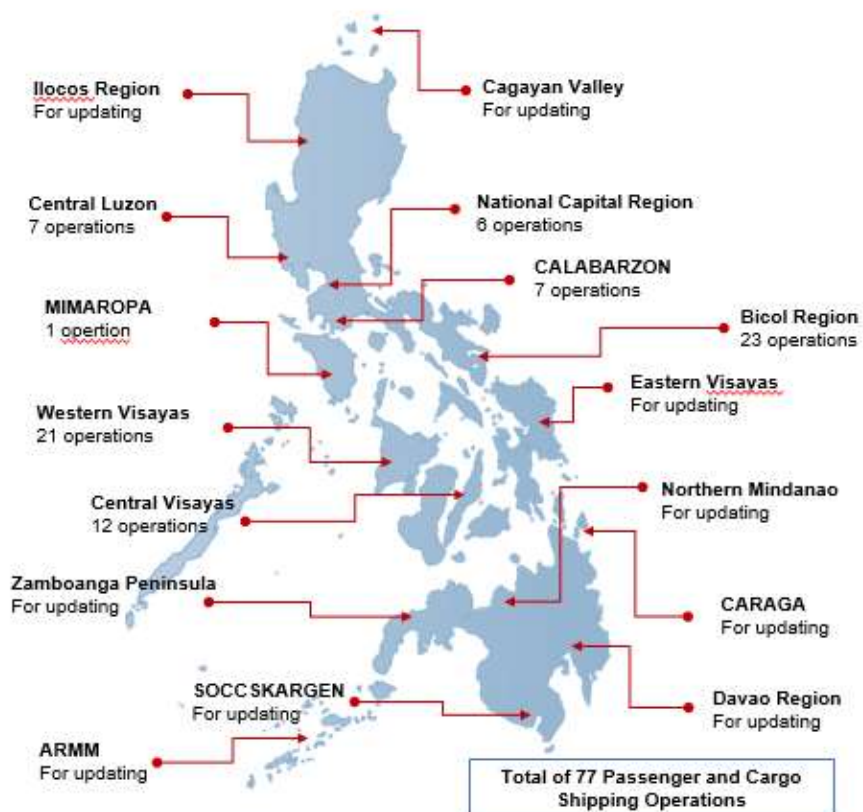 Ilocos Region
For updating
Cagayan Valley
For updating
Central Luzon
7 operations
National Capital Region
6 operations
CALABARZON
7 operations
MIMAROPA
1 opertion
Bicol Region
23 operations
Eastern Visayas
For updating
Western Visayas
21 operations
Northern Mindanao
For updating
Central Visayas
12 operations
Zamboanga Peninsula
For updating
CARAGA
For updating
SOCCSKARGEN
For updating
Davao Region
For updating
ARMM
For updating
Total of 77 Passenger and Cargo
Shipping Operations